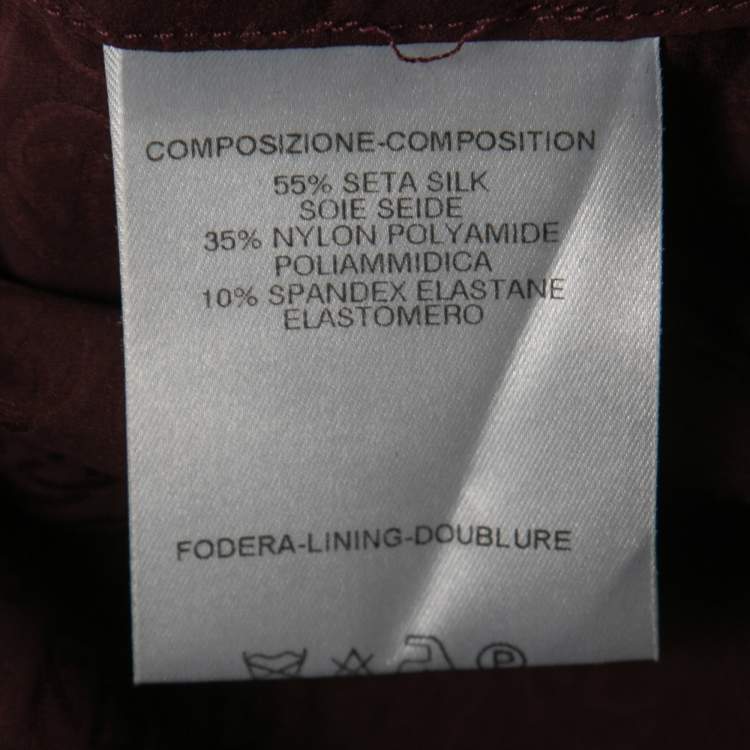 COMPOSIZIONE-COMPOSITION
55% SETA SILK
SOIE SEIDE
35% NYLON POLYAMIDE
POLIAMMIDICA
10% SPANDEX ELASTANE
ELASTOMERO
FODERA-LINING-DOUBLURE
P